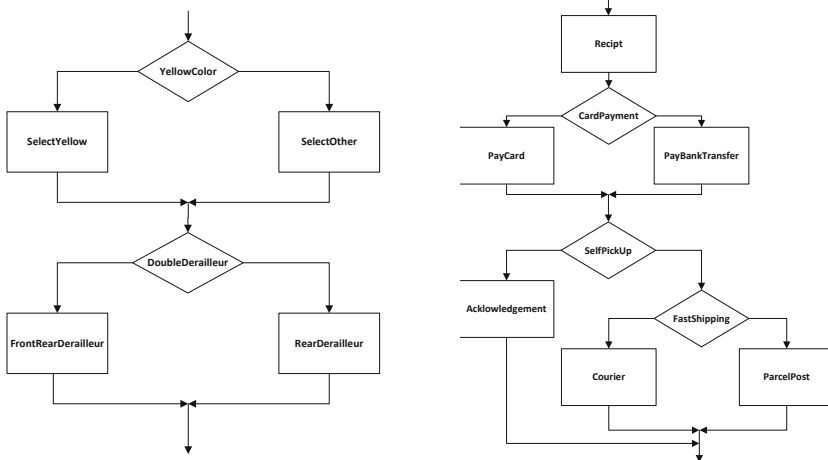 YellowColor
SelectYellow
SelectOther
DoubleDerailleur
FrontRearDerailleur
RearDerailleur
Recipt
CardPayment
PayCard
PayBankTransfer
SelfPickUp
Acklowledgement
FastShipping
Courier
ParcelPost